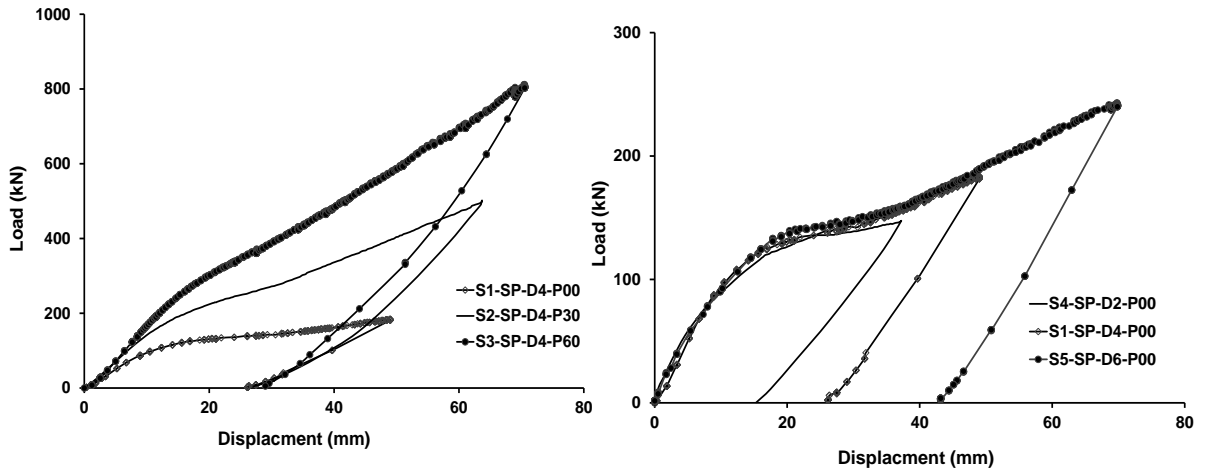 1000
800
600
400
200
0
Load (kN)
0 20 40 60 80
Displacment (mm)
S1-SP-D4-P00
S2-SP-D4-P30
S3-SP-D4-P60
300
200
100
0
Load (kN)
0 20 40 60 80
Displacment (mm)
S4-SP-D2-P00
S1-SP-D4-P00
S5-SP-D6-P00